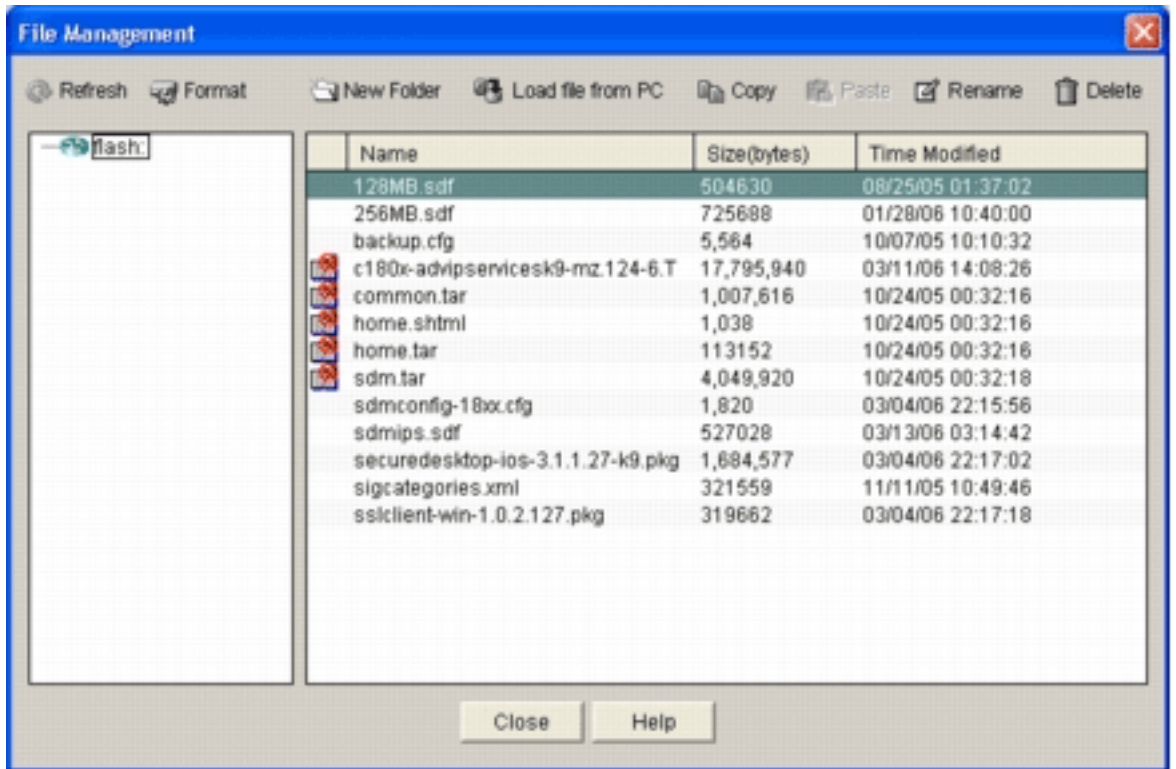 File Management
Refresh Format New Folder Load file from PC Copy Paste Rename Delete
flash:
Name Size(bytes) Time Modified
128MB.sdf 504630 08/25/05 01:37:02
256MB.sdf 725688 01/28/06 10:40:00
backup.cfg 5,564 10/07/05 10:10:32
c180x-advipservicesk9-mz.124-6.T 17,795,940 03/11/06 14:08:26
common.tar 1,007,616 10/24/05 00:32:16
home.shtml 1,038 10/24/05 00:32:16
home.tar 113152 10/24/05 00:32:16
sdm.tar 4,049,920 10/24/05 00:32:18
sdmconfig-18xx.cfg 1,820 03/04/06 22:15:56
sdmips.sdf 527028 03/13/06 03:14:42
securedesktop-ios-3.1.1.27-k9.pkg 1,684,577 03/04/06 22:17:02
sigcategories.xml 321559 11/11/05 10:49:46
sslclient-win-1.0.2.127.pkg 319662 03/04/06 22:17:18
Close Help